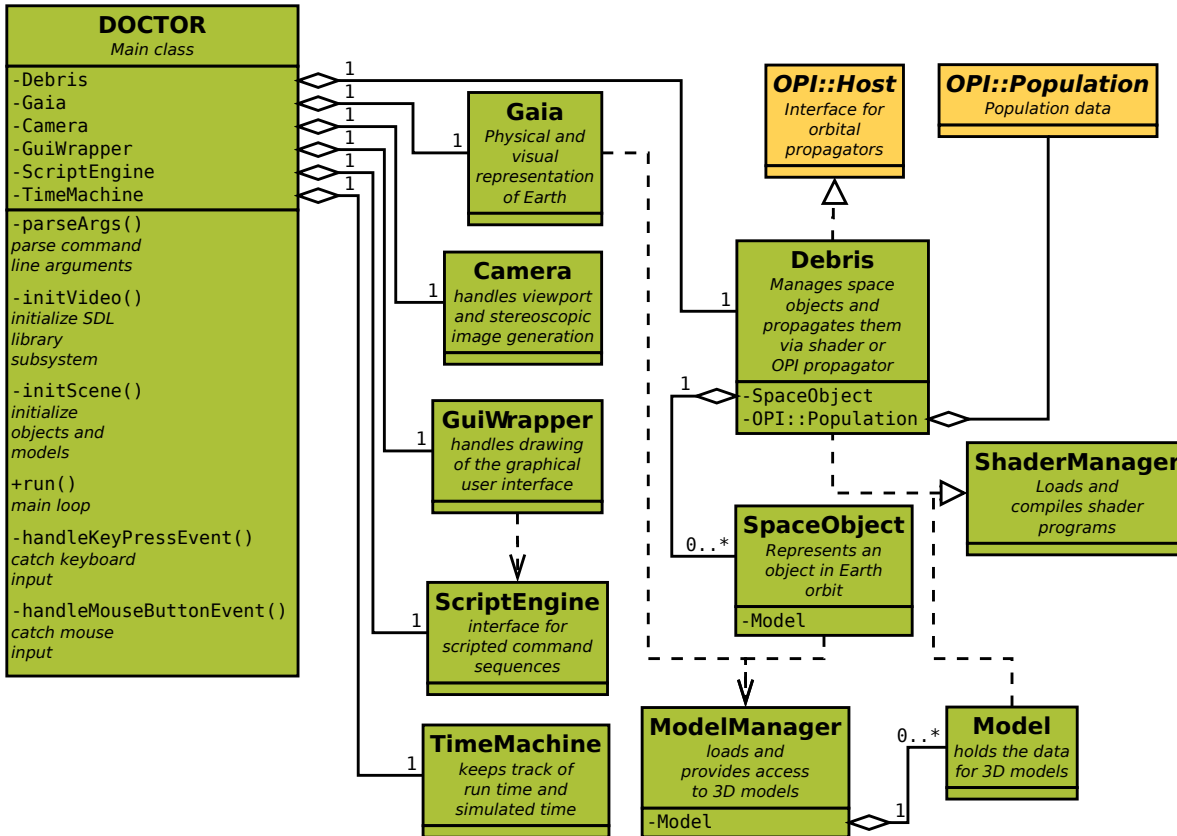 DOCTOR
Main class
-Debris
-Gaia
-Camera
-GuiWrapper
-ScriptEngine
-TimeMachine
-parseArgs()
parse command
line arguments
-initVideo()
initialize SDL
library
subsystem
-initScene()
initialize
objects and
models
+run()
main loop
-handleKeyPressEvent()
catch keyboard
input
-handleMouseButtonEvent()
catch mouse
input
1
1
1
1
1
1
1
Gaia
Physical and
visual
representation
of Earth
1
Camera
handles viewport
and stereoscopic
image generation
1
GuiWrapper
handles drawing
of the graphical
user interface
1
ScriptEngine
interface for
scripted command
sequences
1
TimeMachine
keeps track of
run time and
simulated time
OPI::Host
Interface for
orbital
propagators
OPI::Population
Population data
1
Debris
Manages space
objects and
propagates them
via shader or
OPI propagator
-SpaceObject
-OPI::Population
1
0..*
ShaderManager
Loads and
compiles shader
programs
SpaceObject
Represents an
object in Earth
orbit
-Model
ModelManager
loads and
provides access
to 3D models
-Model
1
0..*
Model
holds the data
for 3D models